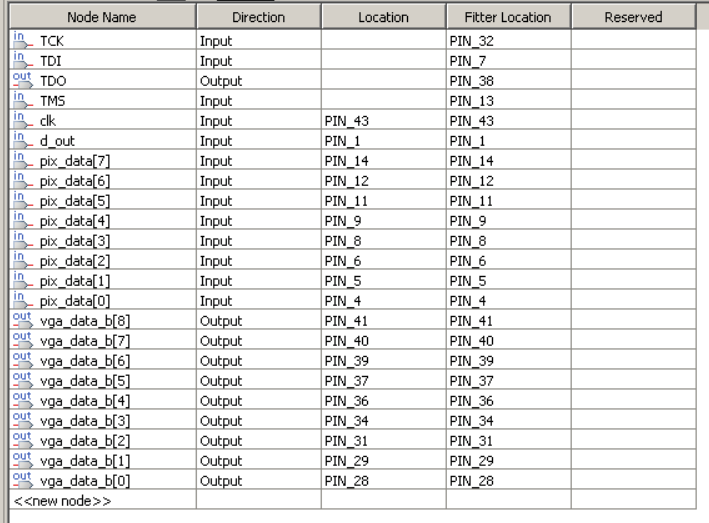 Node Name Direction Location Fitter Location Reserved
in TCK Input PIN_32
in TDI Input PIN_7
out TDO Output PIN_38
in TMS Input PIN_13
in clk Input PIN_43 PIN_43
in d_out Input PIN_1 PIN_1
in pix_data[7] Input PIN_14 PIN_14
in pix_data[6] Input PIN_12 PIN_12
in pix_data[5] Input PIN_11 PIN_11
in pix_data[4] Input PIN_9 PIN_9
in pix_data[3] Input PIN_8 PIN_8
in pix_data[2] Input PIN_6 PIN_6
in pix_data[1] Input PIN_5 PIN_5
in pix_data[0] Input PIN_4 PIN_4
out vga_data_b[8] Output PIN_41 PIN_41
out vga_data_b[7] Output PIN_40 PIN_40
out vga_data_b[6] Output PIN_39 PIN_39
out vga_data_b[5] Output PIN_37 PIN_37
out vga_data_b[4] Output PIN_36 PIN_36
out vga_data_b[3] Output PIN_34 PIN_34
out vga_data_b[2] Output PIN_31 PIN_31
out vga_data_b[1] Output PIN_29 PIN_29
out vga_data_b[0] Output PIN_28 PIN_28
<<new node>>